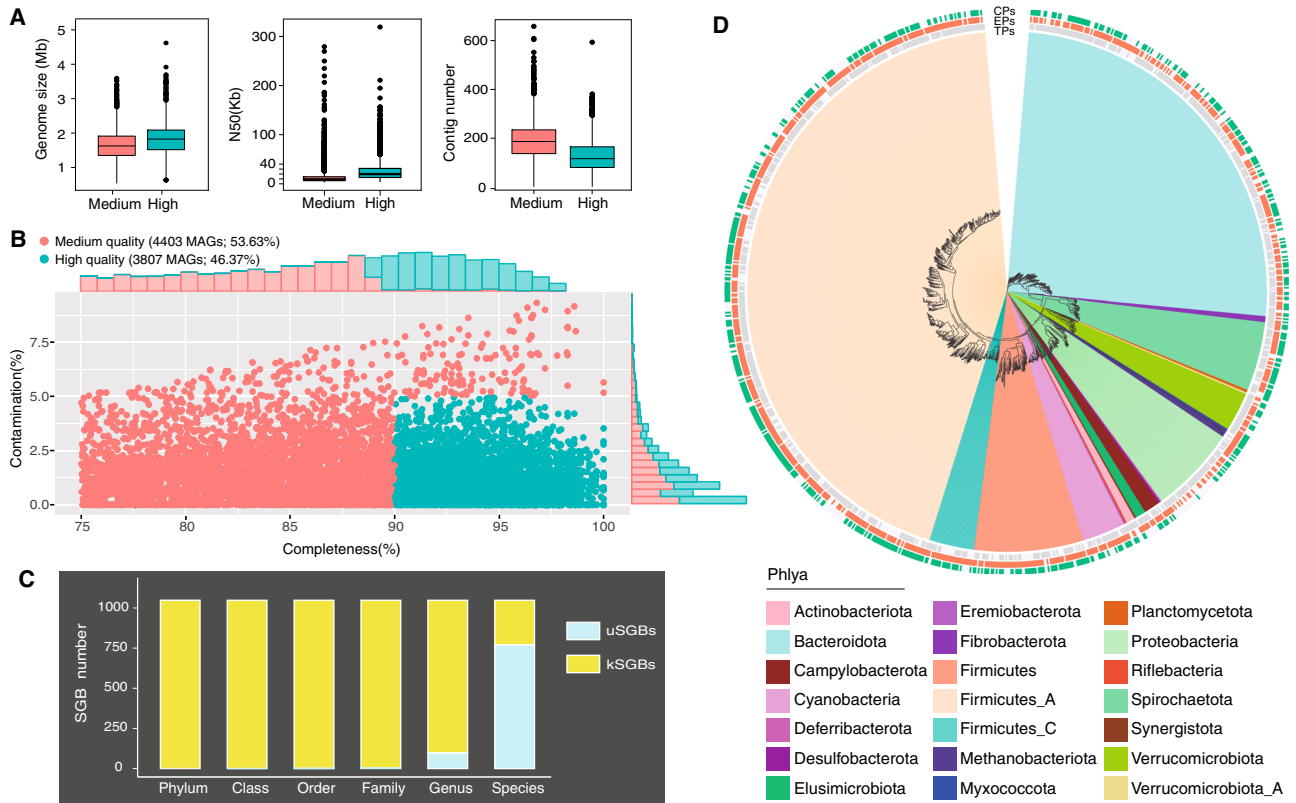 A
Genome size (Mb)
5
4
3
2
1
Medium High
N50(Kb)
300
200
100
40
0
Medium High
Contig number
600
400
200
0
Medium High
B
Medium quality (4403 MAGs; 53.63%)
High quality (3807 MAGs; 46.37%)
Contamination(%)
7.5
5.0
2.5
0.0
75 80 85 90 95 100
Completeness(%)
C
SGB number
1000
750
500
250
0
Phylum Class Order Family Genus Species
uSGBs
kSGBs
D
CPs
EPs
TPs
Phlya
Actinobacteriota
Bacteroidota
Campylobacterota
Cyanobacteria
Deferribacterota
Desulfobacterota
Elusimicrobiota
Eremiobacterota
Fibrobacterota
Firmicutes
Firmicutes_A
Firmicutes_C
Methanobacteriota
Myxococcota
Planctomycetota
Proteobacteria
Riflebacteria
Spirochaetota
Synergistota
Verrucomicrobiota
Verrucomicrobiota_A